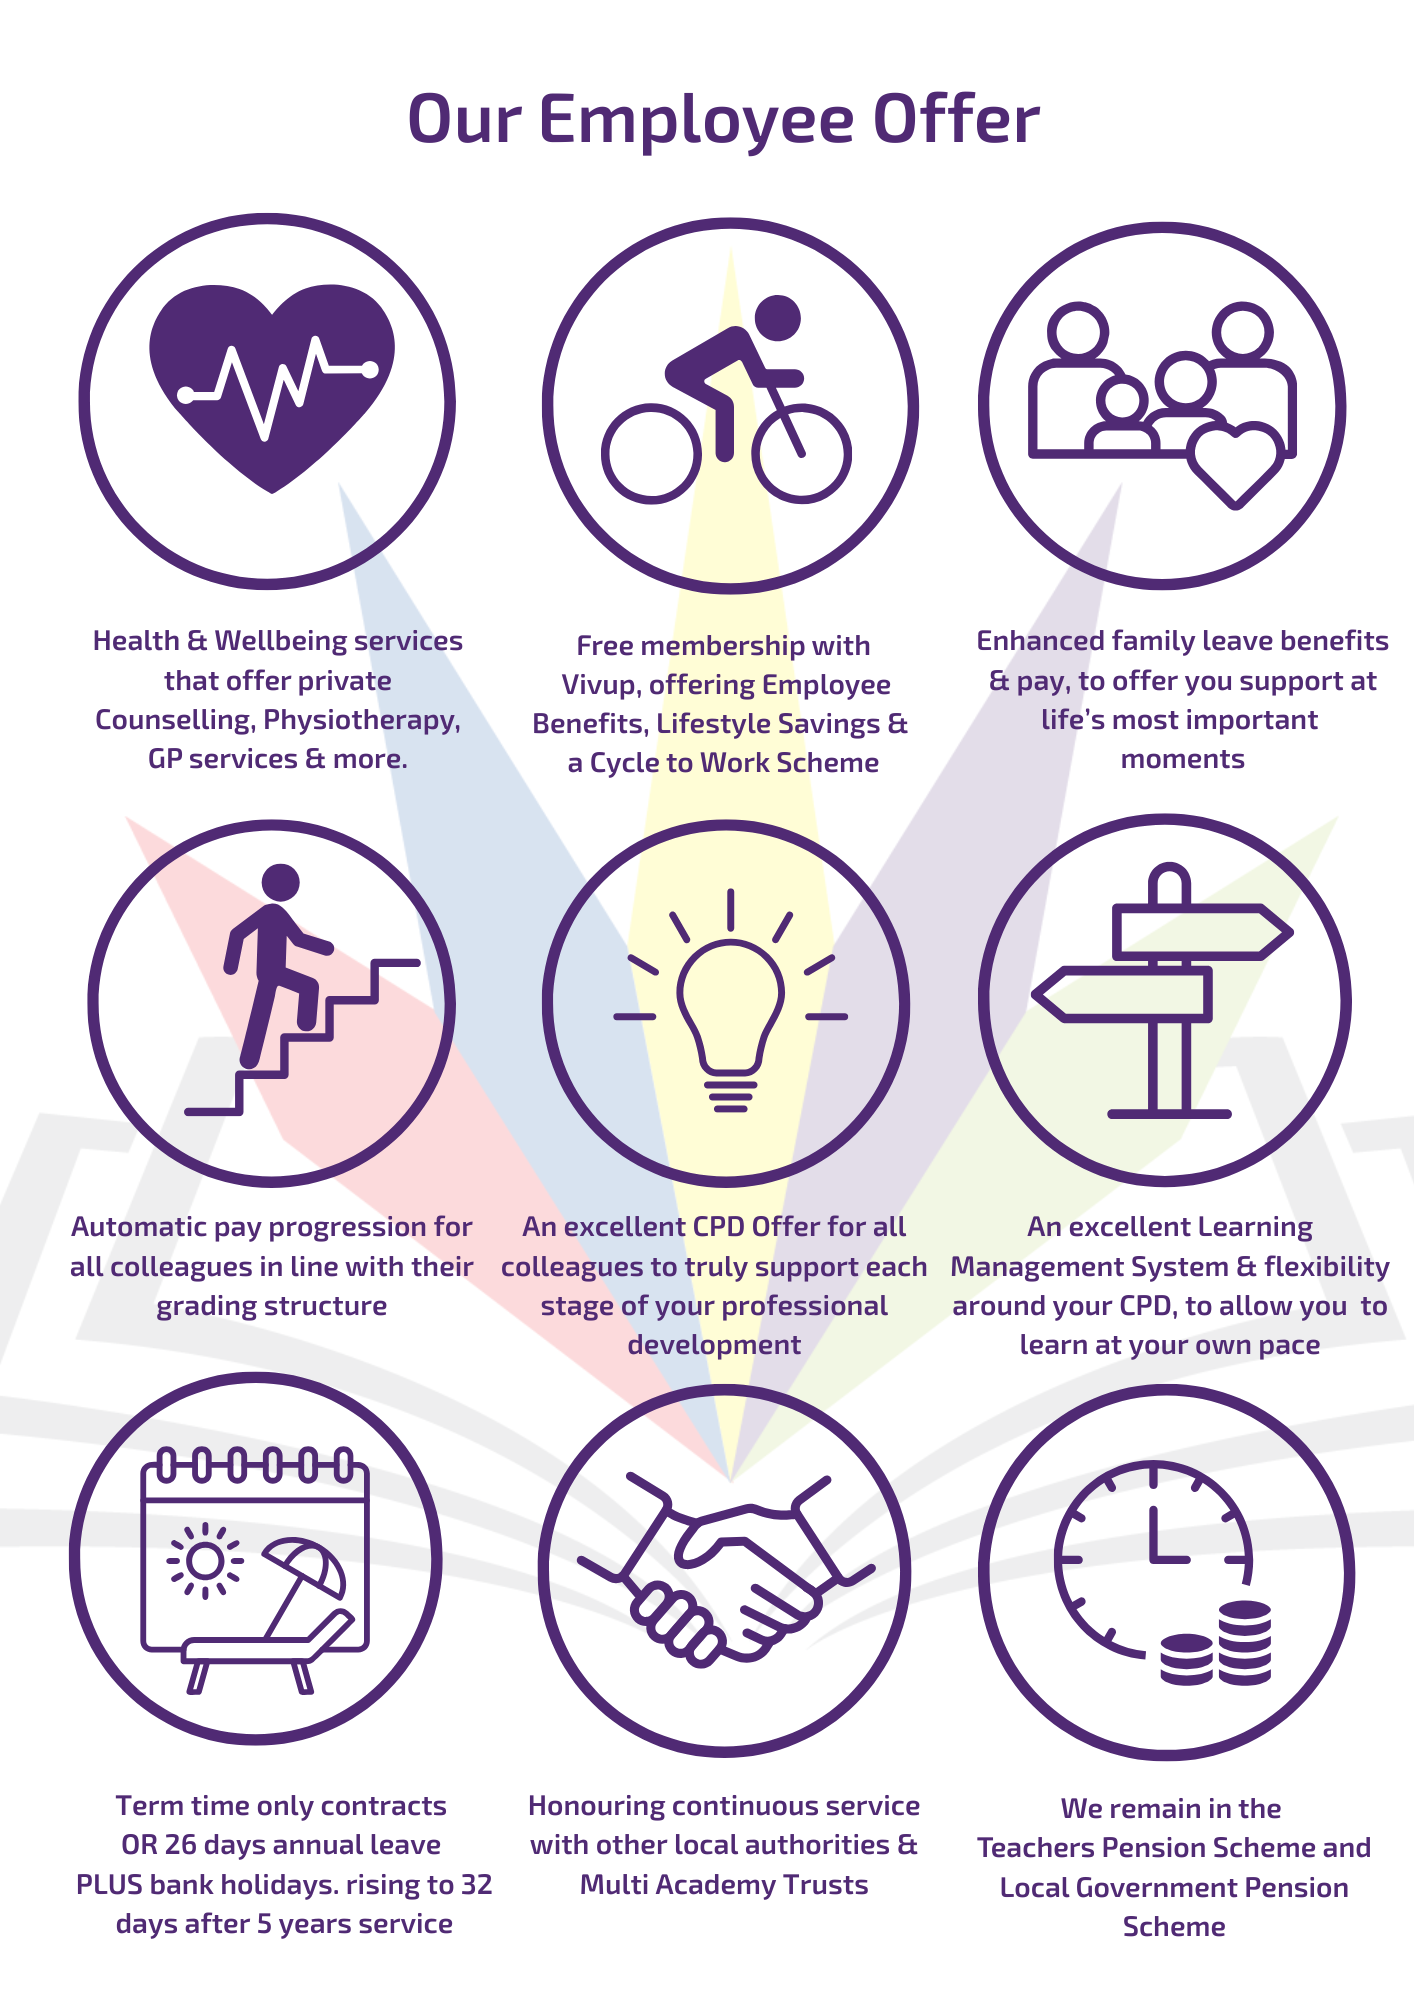 Our Employee Offer
Health & Wellbeing services
that offer private
Counselling, Physiotherapy,
GP services & more.
Free membership with
Vivup, offering Employee
Benefits, Lifestyle Savings &
a Cycle to Work Scheme
Enhanced family leave benefits
& pay, to offer you support at
life's most important
moments
Automatic pay progression for
all colleagues in line with their
grading structure
An excellent CPD Offer for all
colleagues to truly support each
stage of your professional
development
An excellent Learning
Management System & flexibility
around your CPD, to allow you  to
learn at your own pace
Term time only contracts
OR 26 days annual leave
PLUS bank holidays. rising to 32
days after 5 years service
Honouring continuous service
with other local authorities &
Multi Academy Trusts
We remain in the
Teachers Pension Scheme and
Local Government Pension
Scheme